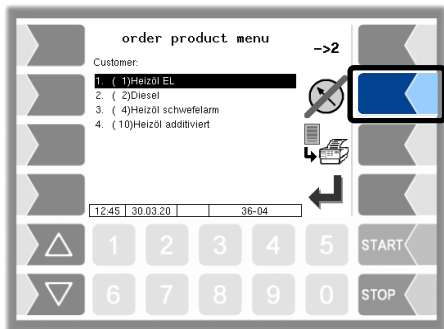 order product menu
->2
Customer:
1. ( 1)Heizöl EL
2. ( 2)Diesel
3. ( 4)Heizöl schwefelarm
4. ( 10)Heizöl additiviert
12:45 30.03.20 36-04
1 2 3 4 5 START
6 7 8 9 0 STOP